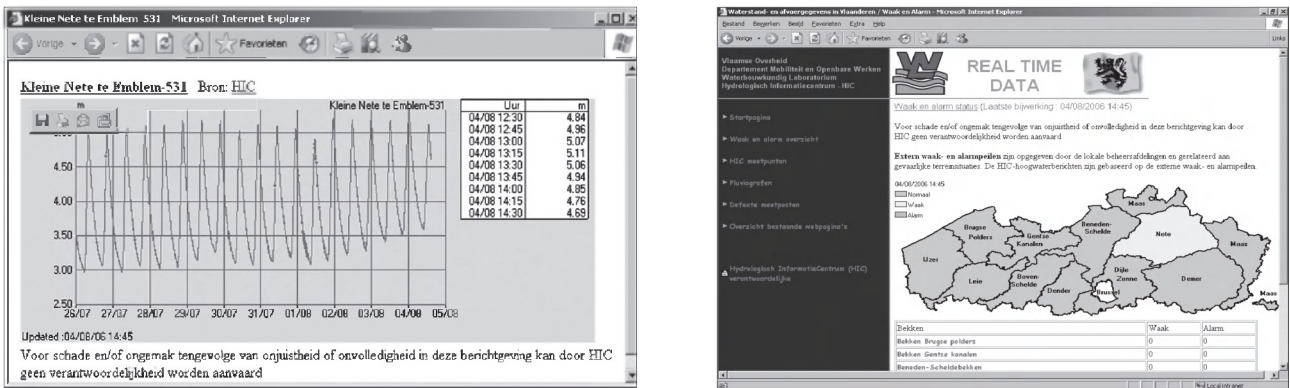 Kleine Nete te Emblem-531 - Microsoft Internet Explorer
Vorige
Favorieten
Kleine Nete te Emblem-531 Bron: HIC
m
Kleine Nete te Emblem-531
4.50
4.00
3.50
3.00
2.50
26/07 27/07 28/07 29/07 30/07 31/07 01/08 02/08 03/08 04/08 05/08
Updated :04/08/06 14:45
Uur m
04/08 12:30 4.84
04/08 12:45 4.96
04/08 13:00 5.07
04/08 13:15 5.11
04/08 13:30 5.06
04/08 13:45 4.94
04/08 14:00 4.85
04/08 14:15 4.76
04/08 14:30 4.69
Voor schade en/of ongemak tengevolge van onjuistheid of onvolledigheid in deze berichtgeving kan door HIC
geen verantwoordelijkheid worden aanvaard
Waterstand- en afvoergegevens in Vlaanderen / Waak en Alarm - Microsoft Internet Explorer
Bestand Bewerken Beeld Favorieten Extra Help
Vorige
Favorieten
Links
Vlaamse Overheid
Departement Mobiliteit en Openbare Werken
Waterbouwkundig Laboratorium
Hydrologisch Informatiecentrum - HIC
Startpagina
Waak en alarm overzicht
HIC meetpunten
Pluviografen
Defecte meetposten
Overzicht bestaande webpagina's
Hydrologisch InformatieCentrum (HIC)
verantwoordelijke
REAL TIME
DATA
Waak en alarm status (Laatste bijwerking : 04/08/2006 14:45)
Voor schade en/of ongemak tengevolge van onjuistheid of onvolledigheid in deze berichtgeving kan door
HIC geen verantwoordelijkheid worden aanvaard
Extern waak- en alarmpeilen zijn opgegeven door de lokale beheersafdelingen en gerelateerd aan
gevaarlijke terreinsituaties. De HIC-hoogwaterberichten zijn gebaseerd op de externe waak- en alarmpeilen.
04/08/2006 14:45
Normaal
Waak
Alarm
Maas
Brugse
Polders
Gentse
Kanalen
Beneden-
Schelde
Nete
Maas
IJzer
Leie
Boven-
Schelde
Dender
Dijle
Zenne
Brussel
Demer
Maas
Bekken Waak Alarm
Bekken Brugse polders 0 0
Bekken Gentse kanalen 0 0
Beneden-Scheldebekken 0 0
Local intranet